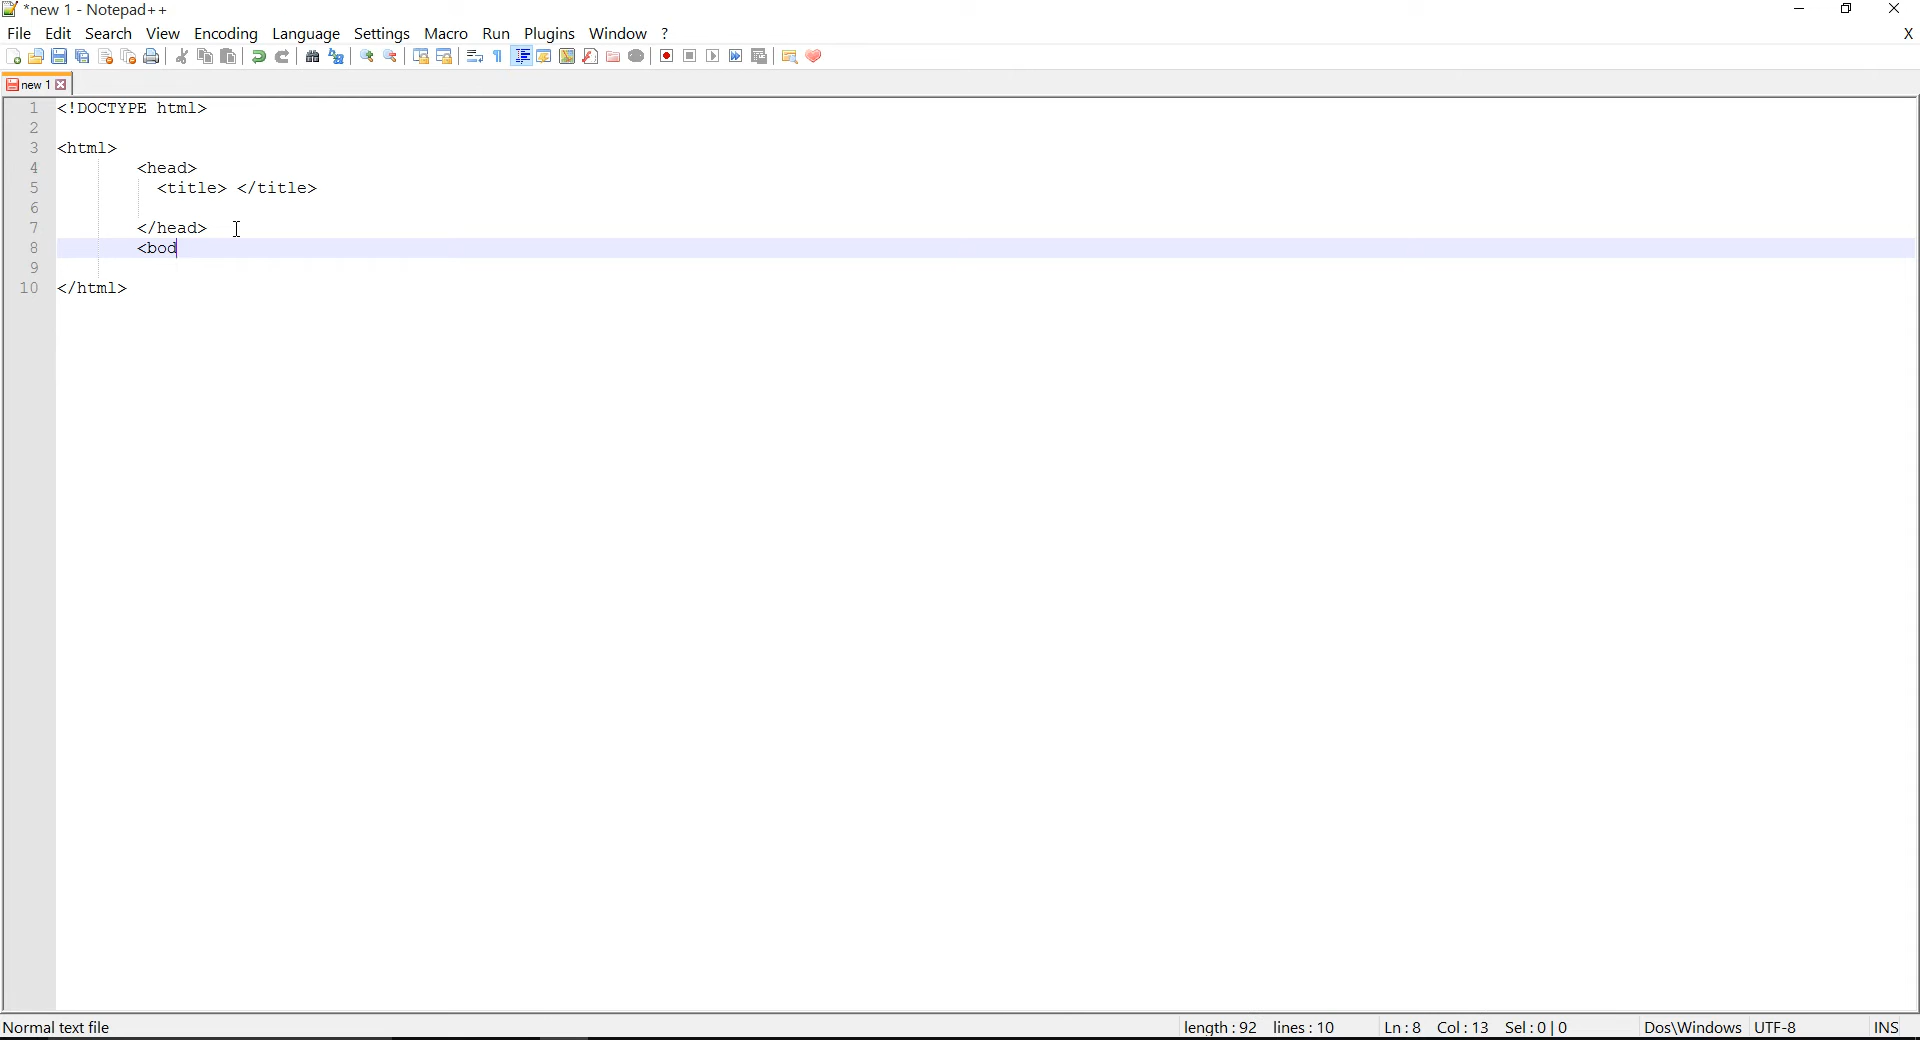 *new 1 - Notepad++
File Edit Search View Encoding Language Settings Macro Run Plugins Window ?
X
new 1
1 <!DOCTYPE html>
2
3 <html>
4 <head>
5 <title> </title>
6
7 </head>
8 <bod
9
10 </html>
Normal text file length : 92 lines : 10 Ln : 8 Col : 13 Sel : 0 | 0 Dos\Windows UTF-8 INS